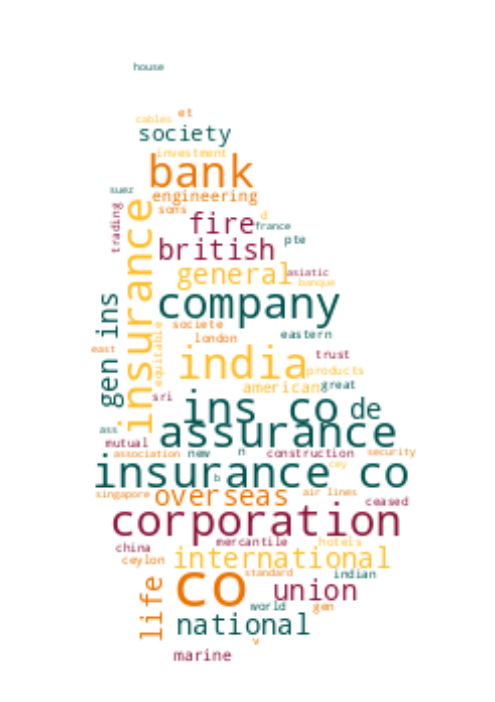 house
cables et
society
investment
bank
suez
engineering
sons
trading
insurance
fire
d
france
british
pte
general
asiatic
banque
gen ins
company
societe
london
eastern
equitable
east
india
trust
products
american
great
sri
ins co
de
ass
assurance
mutual
association
new
n
construction
security
cey
insurance co
b
singapore
overseas
air lines
ceased
corporation
china
mercantile
hotels
ceylon
international
standard
indian
life
co
union
world
gen
national
v
marine